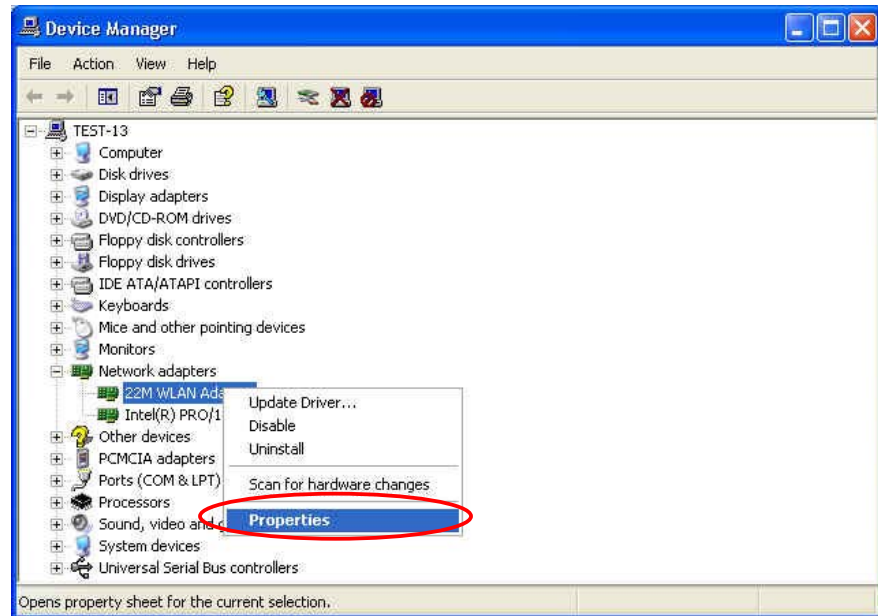 Device Manager
File Action View Help
TEST-13
Computer
Disk drives
Display adapters
DVD/CD-ROM drives
Floppy disk controllers
Floppy disk drives
IDE ATA/ATAPI controllers
Keyboards
Mice and other pointing devices
Monitors
Network adapters
22M WLAN Ada
Intel(R) PRO/1
Other devices
PCMCIA adapters
Ports (COM & LPT)
Processors
Sound, video and g
System devices
Universal Serial Bus controllers
Update Driver...
Disable
Uninstall
Scan for hardware changes
Properties
Opens property sheet for the current selection.